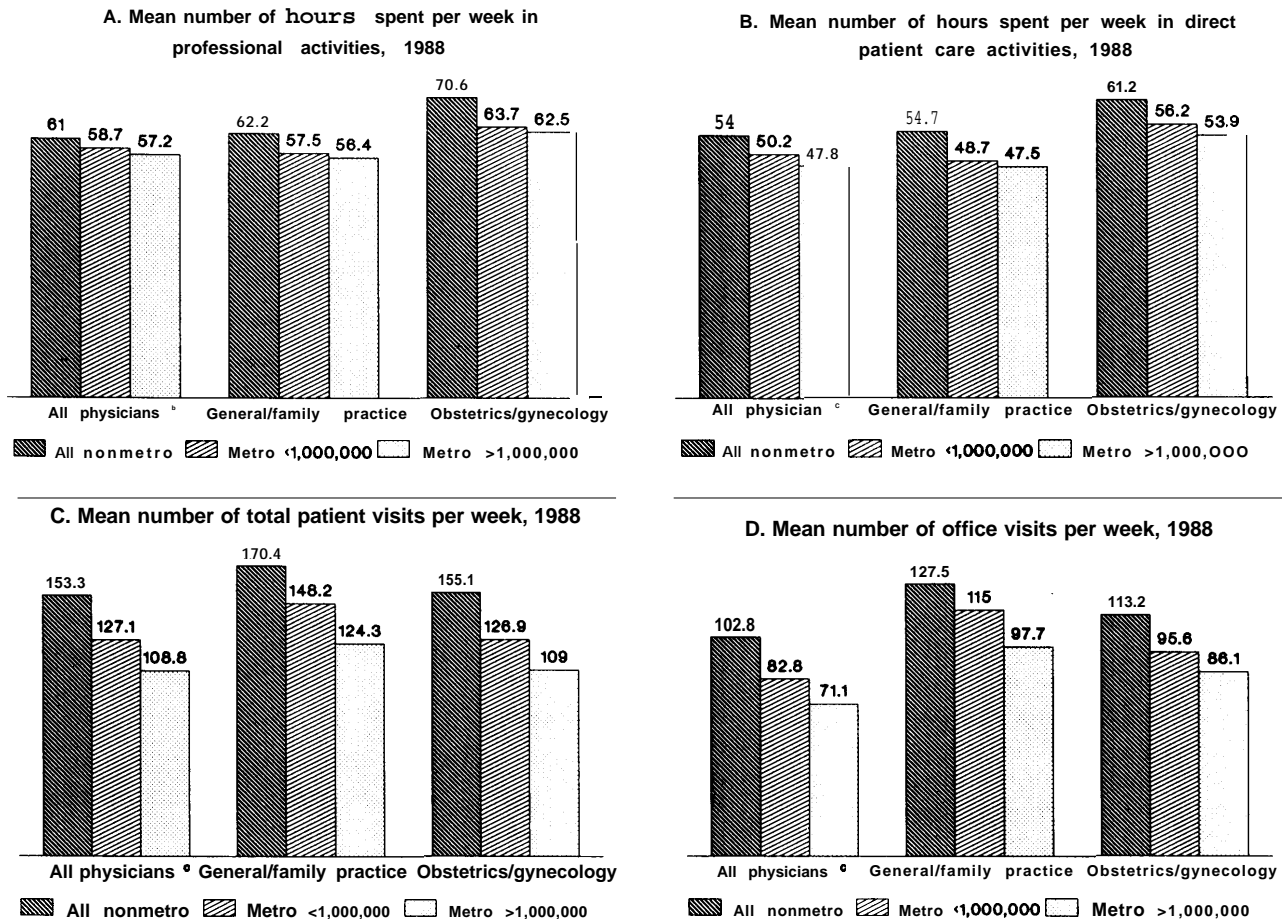 A. Mean number of hours spent per week in
professional activities, 1988
70.6
61
58.7
57.2
62.2
57.5
56.4
63.7
62.5
All physicians b General/family practice Obstetrics/gynecology
All nonmetro Metro <1,000,000 Metro >1,000,000
B. Mean number of hours spent per week in direct
patient care activities, 1988
54
50.2
47.8
54.7
48.7
47.5
61.2
56.2
53.9
All physician c General/family practice Obstetrics/gynecology
All nonmetro Metro <1,000,000 Metro >1,000,OOO
C. Mean number of total patient visits per week, 1988
153.3
127.1
108.8
170.4
148.2
124.3
155.1
126.9
109
All physicians c General/family practice Obstetrics/gynecology
All nonmetro Metro <1,000,000 Metro >1,000,000
D. Mean number of office visits per week, 1988
102.8
82.8
71.1
127.5
115
97.7
113.2
95.6
86.1
All physicians c General/family practice Obstetrics/gynecology
All nonmetro Metro <1,000,000 Metro >1,000,000